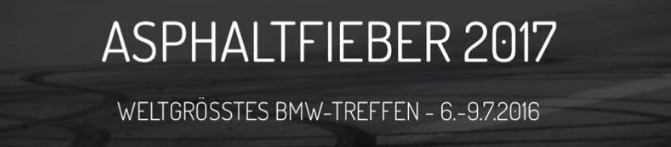 ASPHALTFIEBER 2017
WELTGRÖSSTES BMW-TREFFEN - 6.-9.7.2016